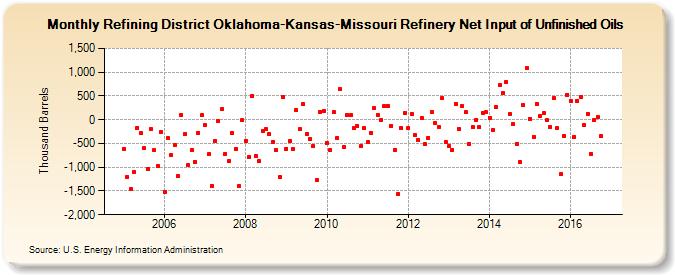 Monthly Refining District Oklahoma-Kansas-Missouri Refinery Net Input of Unfinished Oils
Thousand Barrels
1,500
1,000
500
0
-500
-1,000
-1,500
-2,000
2006 2008 2010 2012 2014 2016
Source: U.S. Energy Information Administration